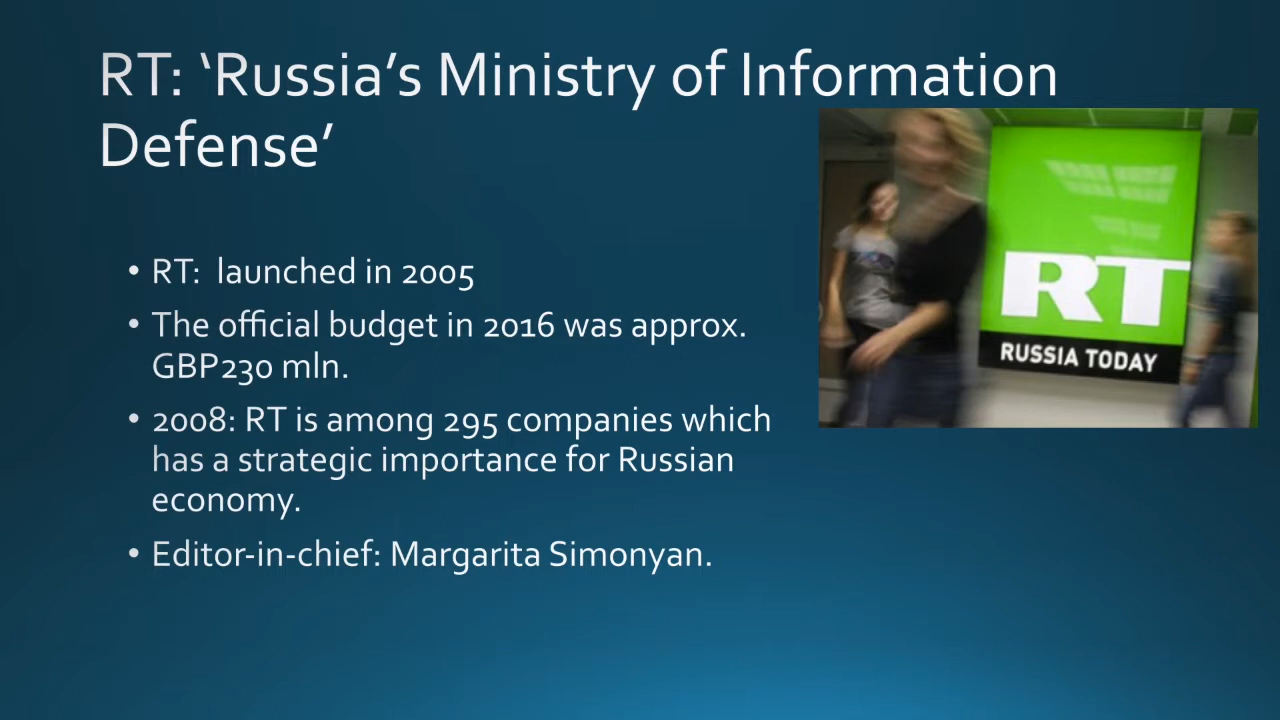 RT: ‘Russia’s Ministry of Information
Defense’
• RT: launched in 2005
• The official budget in 2016 was approx.
GBP230 mln.
• 2008: RT is among 295 companies which
has a strategic importance for Russian
economy.
• Editor-in-chief: Margarita Simonyan.
RT
RUSSIA TODAY